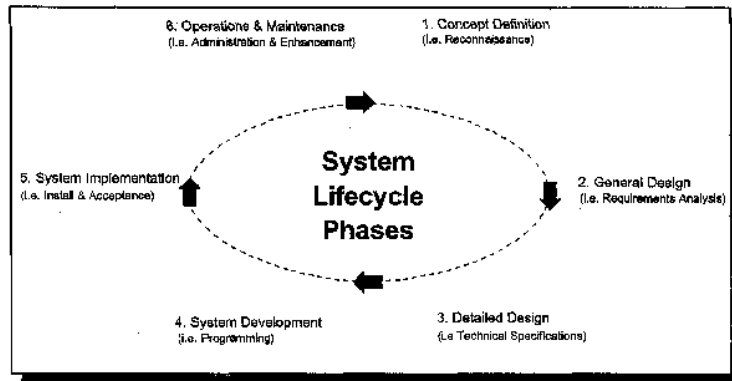 6. Operations & Maintenance
(i.e. Administration & Enhancement)
1. Concept Definition
(i.e. Reconnaissance)
System
Lifecycle
Phases
5. System Implementation
(i.e. Install & Acceptance)
2. General Design
(i.e. Requirements Analysis)
4. System Development
(i.e. Programming)
3. Detailed Design
(i.e Technical Specifications)